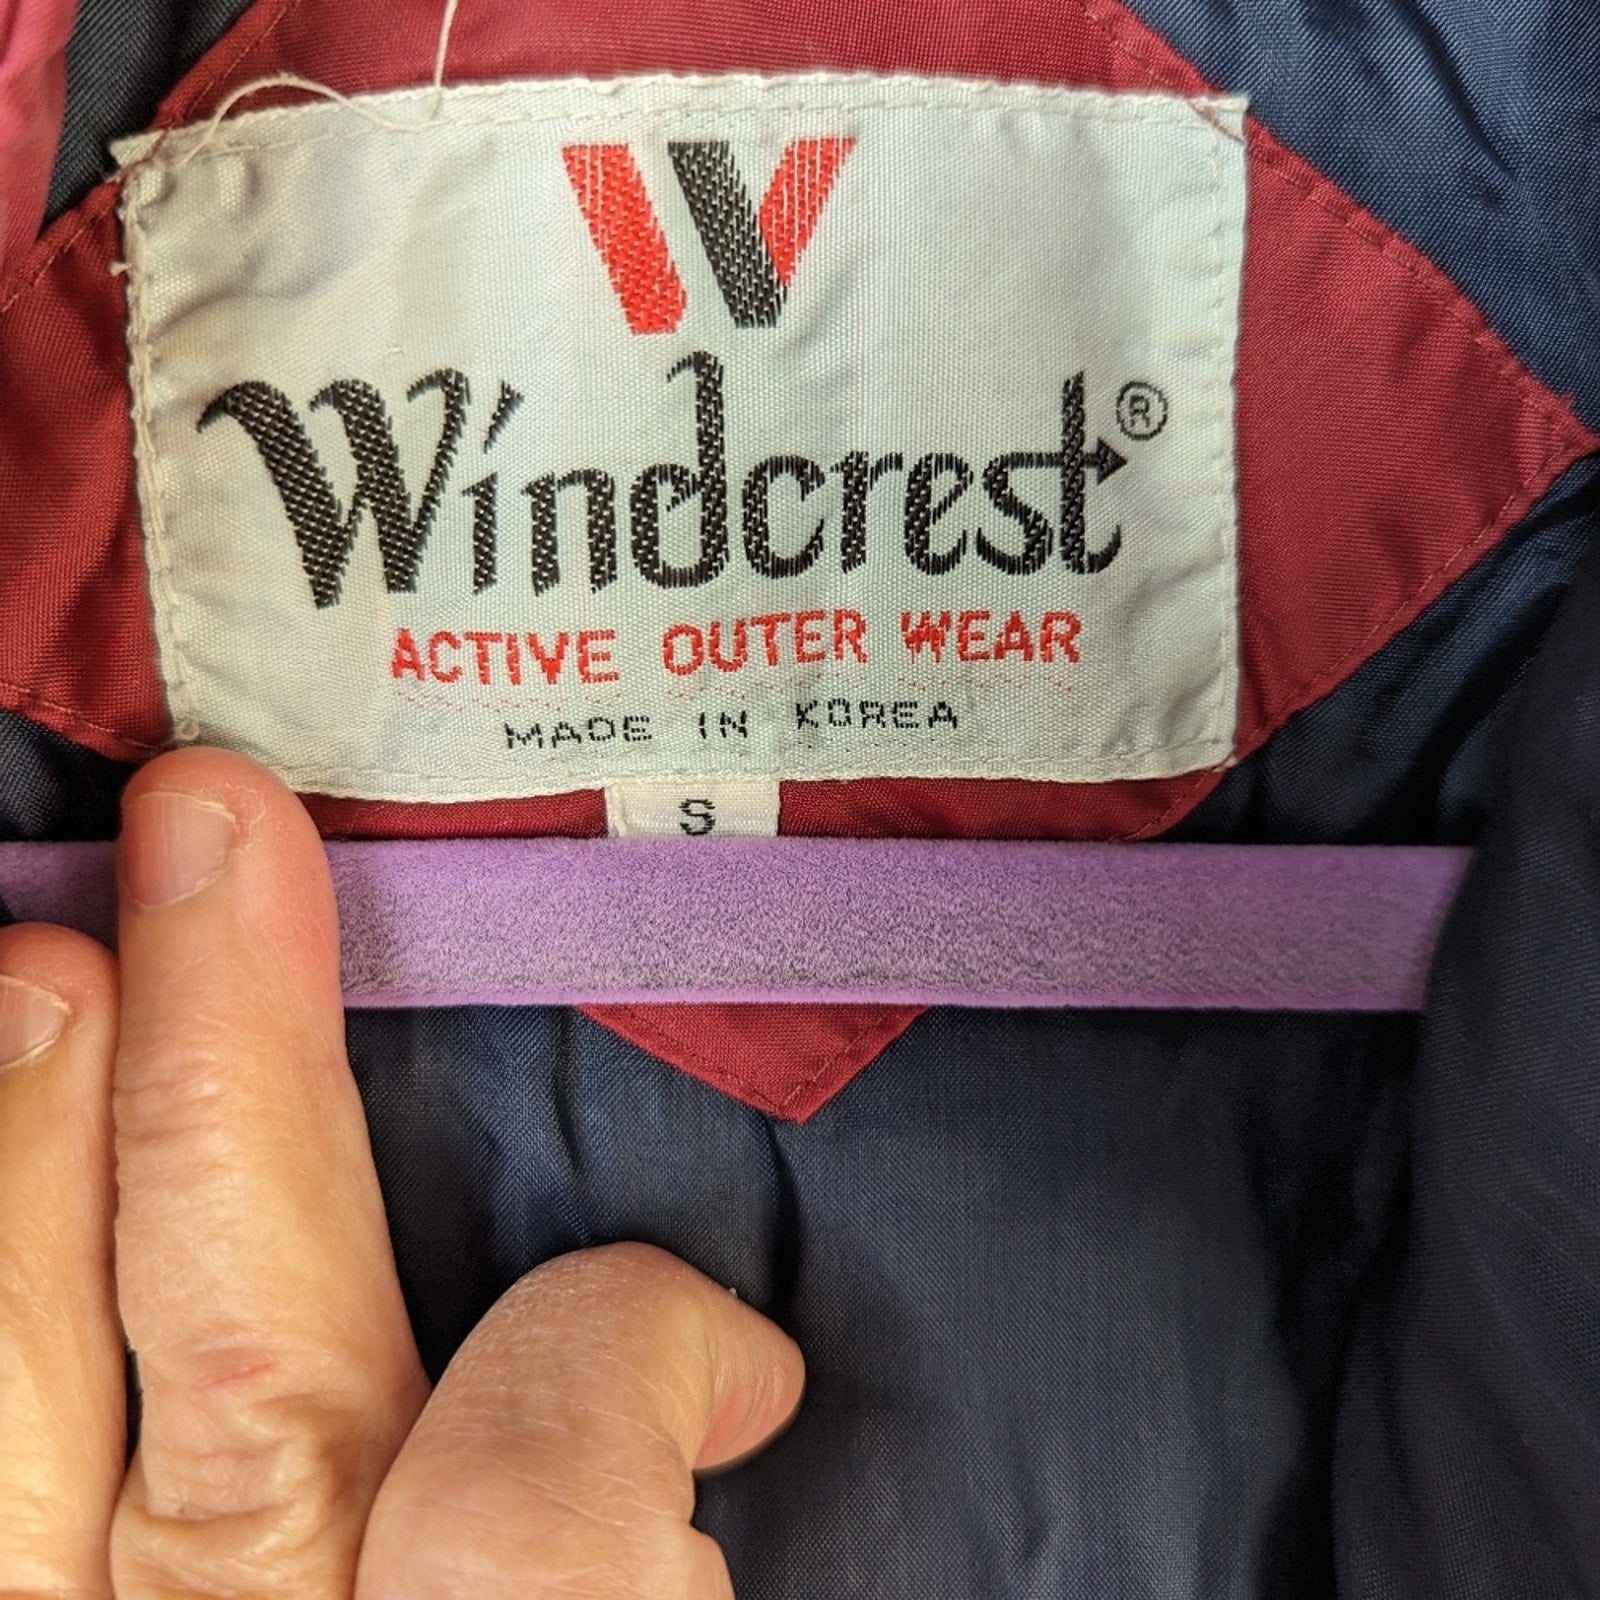 W
Windcrest®
ACTIVE OUTER WEAR
MADE IN KOREA
S